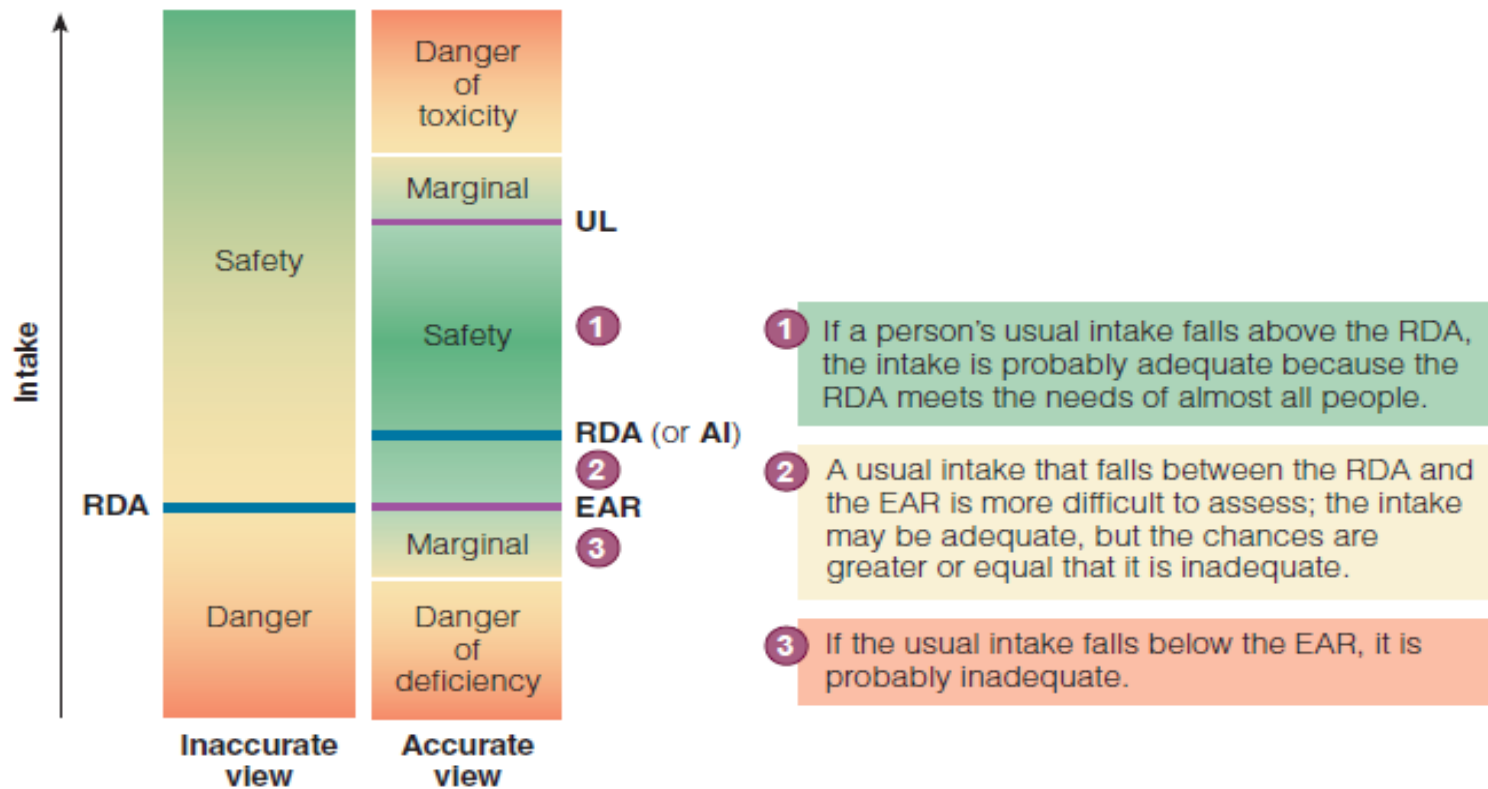 Intake
RDA
Safety
Danger
Inaccurate
view
Danger
of
toxicity
Marginal
UL
Safety
1
RDA (or AI)
2
EAR
Marginal
3
Danger
of
deficiency
Accurate
view
1 If a person's usual intake falls above the RDA,
the intake is probably adequate because the
RDA meets the needs of almost all people.
2 A usual intake that falls between the RDA and
the EAR is more difficult to assess; the intake
may be adequate, but the chances are
greater or equal that it is inadequate.
3 If the usual intake falls below the EAR, it is
probably inadequate.